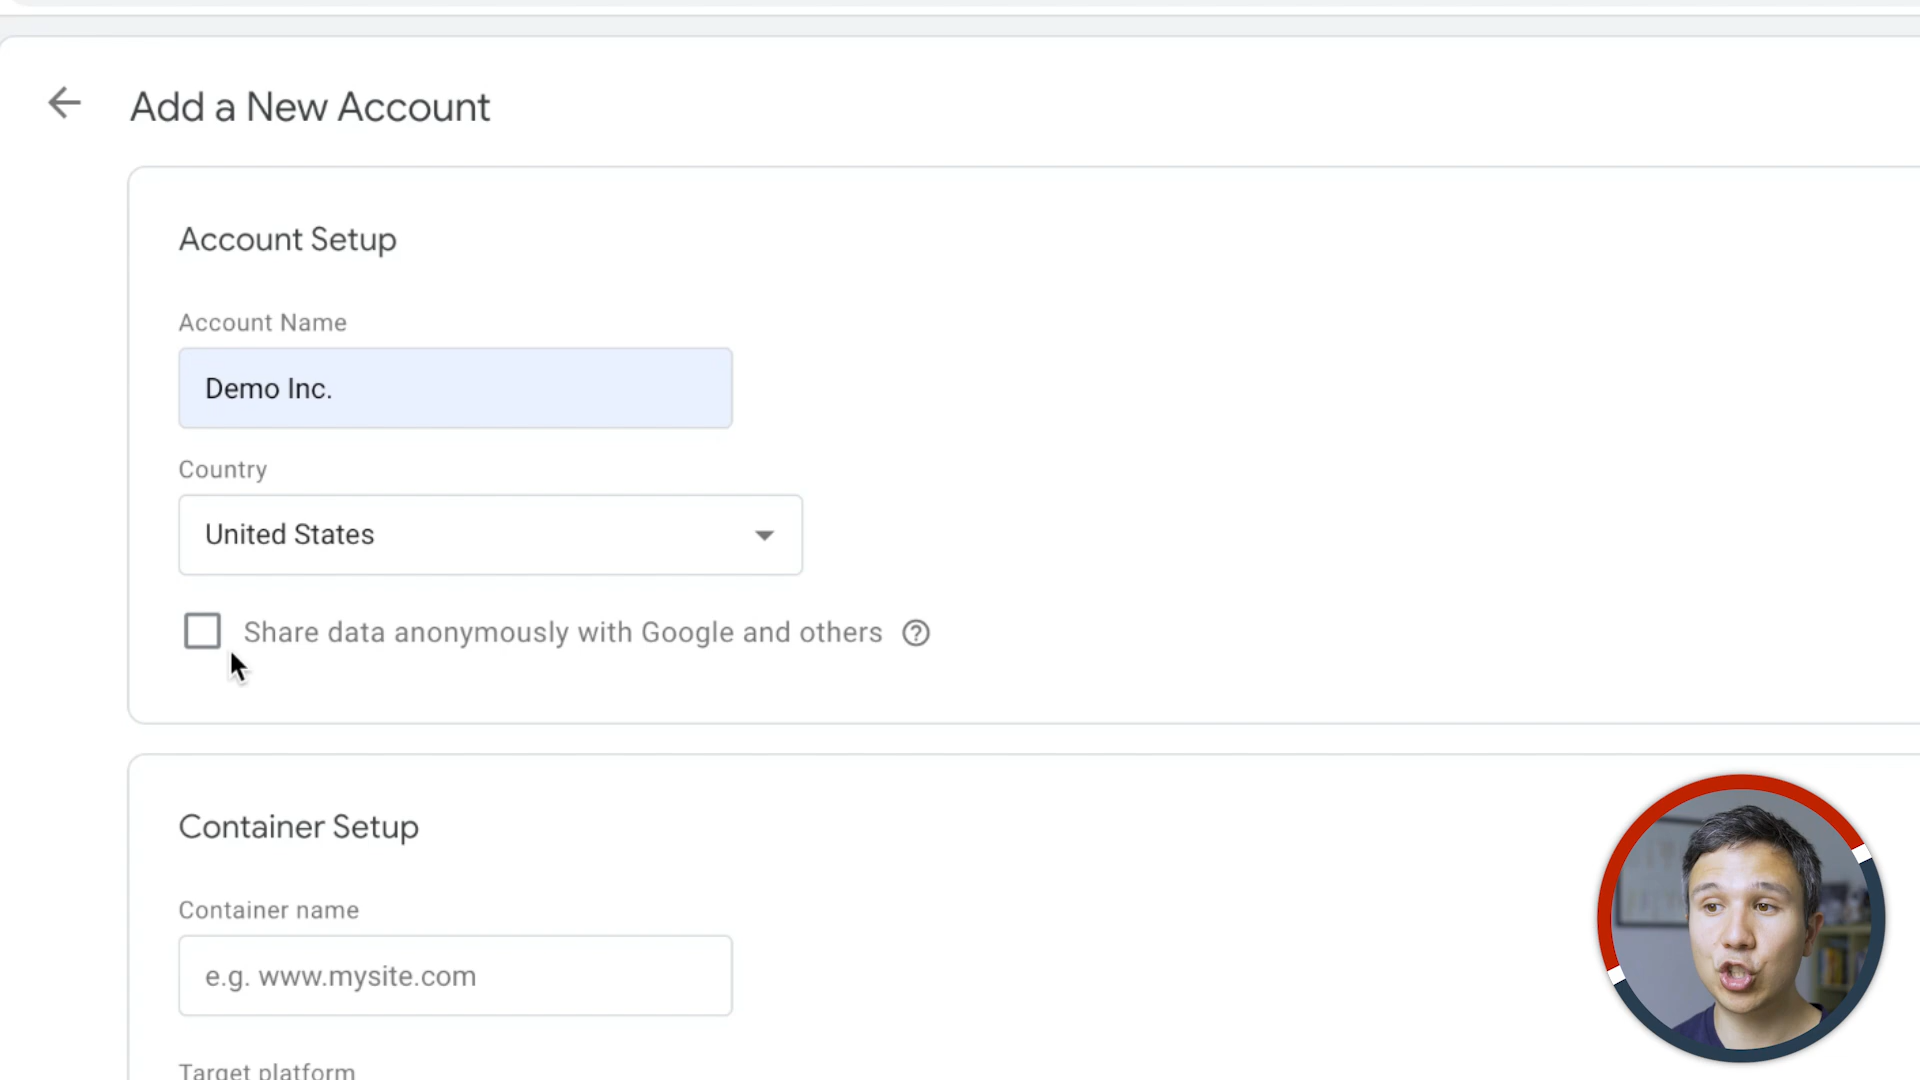 Add a New Account
Account Setup
Account Name
Demo Inc.
Country
United States
Share data anonymously with Google and others
Container Setup
Container name
e.g. www.mysite.com
Target platform